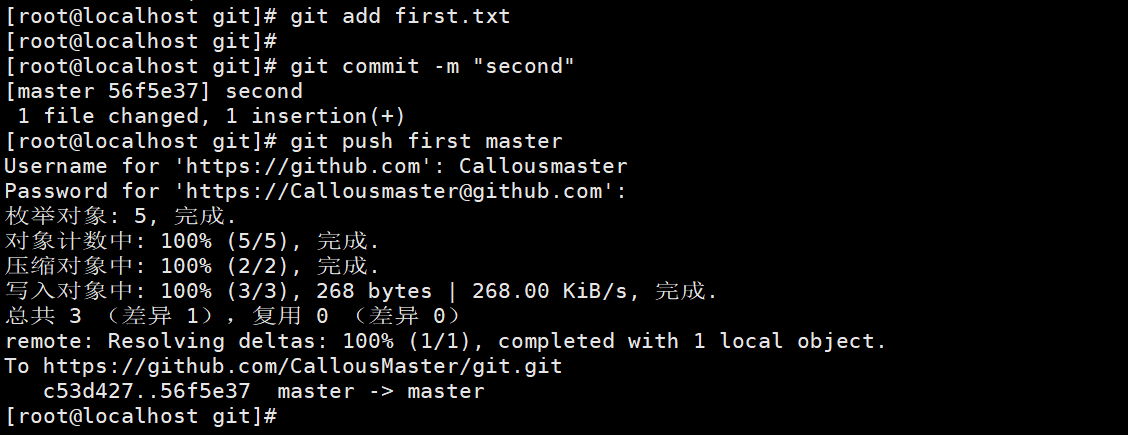 [root@localhost git]# git add first.txt
[root@localhost git]#
[root@localhost git]# git commit -m "second"
[master 56f5e37] second
 1 file changed, 1 insertion(+)
[root@localhost git]# git push first master
Username for 'https://github.com': Callousmaster
Password for 'https://Callousmaster@github.com':
枚举对象: 5, 完成.
对象计数中: 100% (5/5), 完成.
压缩对象中: 100% (2/2), 完成.
写入对象中: 100% (3/3), 268 bytes | 268.00 KiB/s, 完成.
总共 3 （差异 1），复用 0 （差异 0）
remote: Resolving deltas: 100% (1/1), completed with 1 local object.
To https://github.com/CallousMaster/git.git
   c53d427..56f5e37  master -> master
[root@localhost git]#